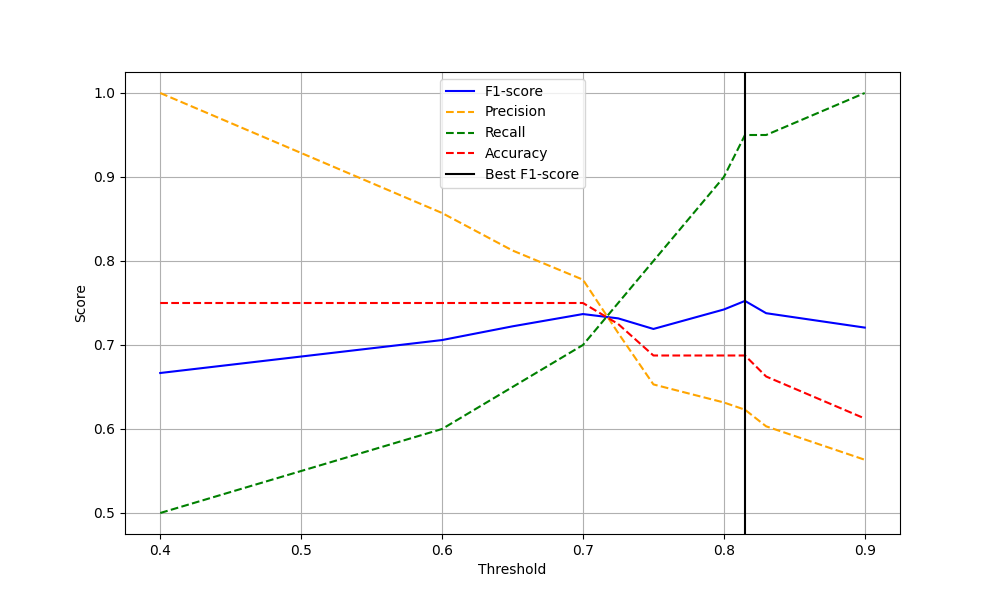 F1-score
Precision
Recall
Accuracy
Best F1-score
1.0
0.9
0.8
0.7
0.6
0.5
Score
0.4 0.5 0.6 0.7 0.8 0.9
Threshold